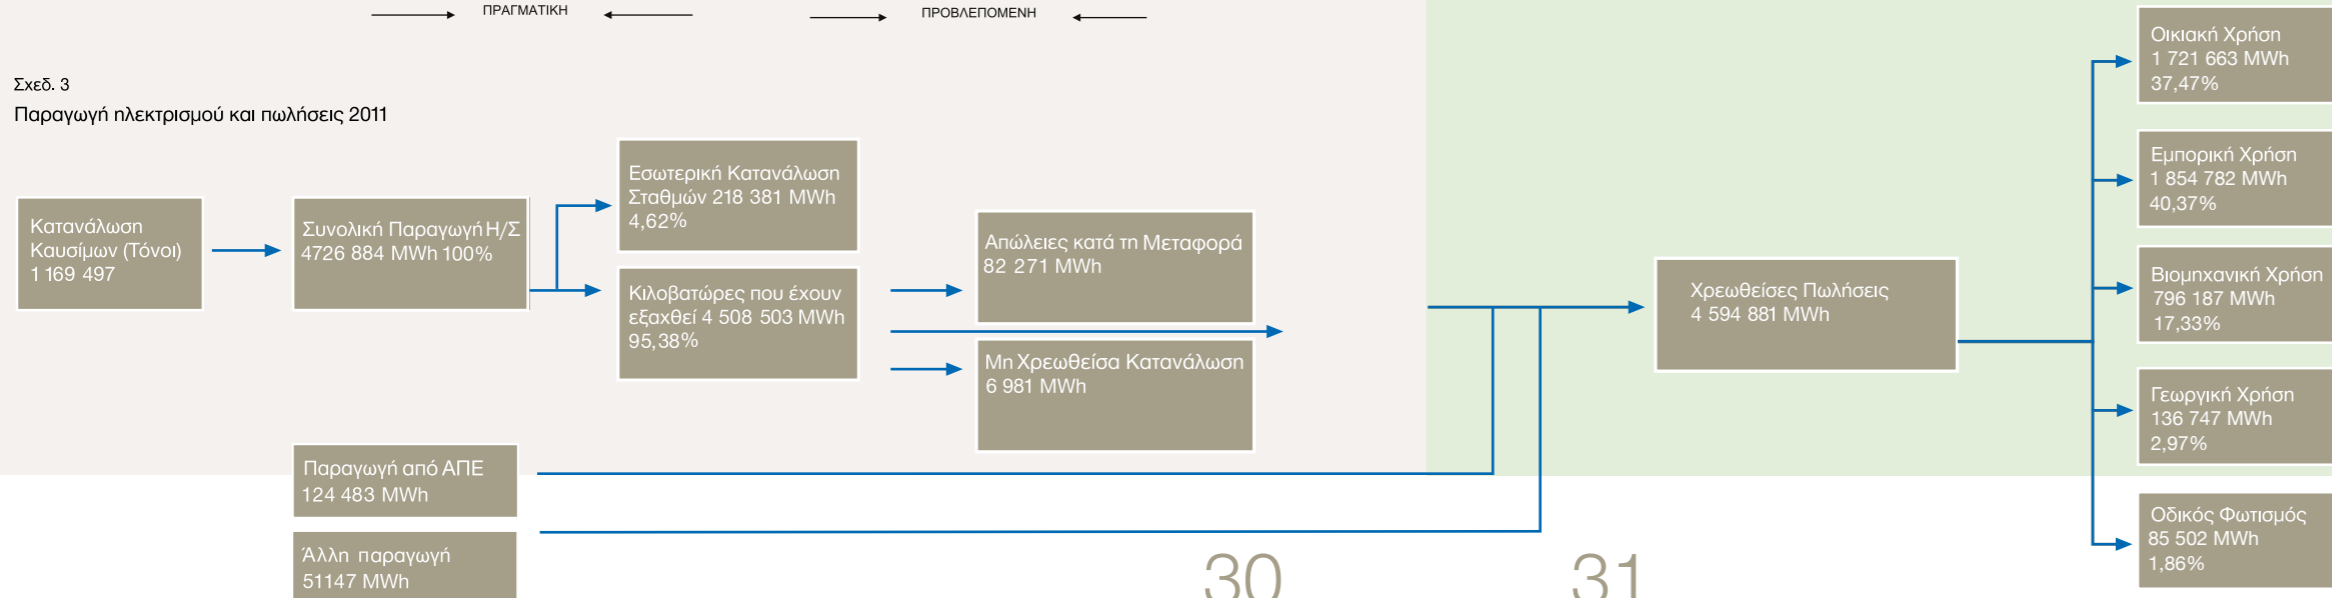 ΠΡΑΓΜΑΤΙΚΗ
ΠΡΟΒΛΕΠΟΜΕΝΗ
Σχεδ. 3
Παραγωγή ηλεκτρισμού και πωλήσεις 2011
Κατανάλωση
Καυσίμων (Τόνοι)
1 169 497
Συνολική Παραγωγή Η/Σ
4726 884 MWh 100%
Εσωτερική Κατανάλωση
Σταθμών 218 381 MWh
4,62%
Κιλοβατώρες που έχουν
εξαχθεί 4 508 503 MWh
95,38%
Απώλειες κατά τη Μεταφορά
82 271 MWh
Μη Χρεωθείσα Κατανάλωση
6 981 MWh
Παραγωγή από ΑΠΕ
124 483 MWh
Άλλη παραγωγή
51147 MWh
Χρεωθείσες Πωλήσεις
4 594 881 MWh
Οικιακή Χρήση
1 721 663 MWh
37,47%
Εμπορική Χρήση
1 854 782 MWh
40,37%
Βιομηχανική Χρήση
796 187 MWh
17,33%
Γεωργική Χρήση
136 747 MWh
2,97%
Οδικός Φωτισμός
85 502 MWh
1,86%
30
31